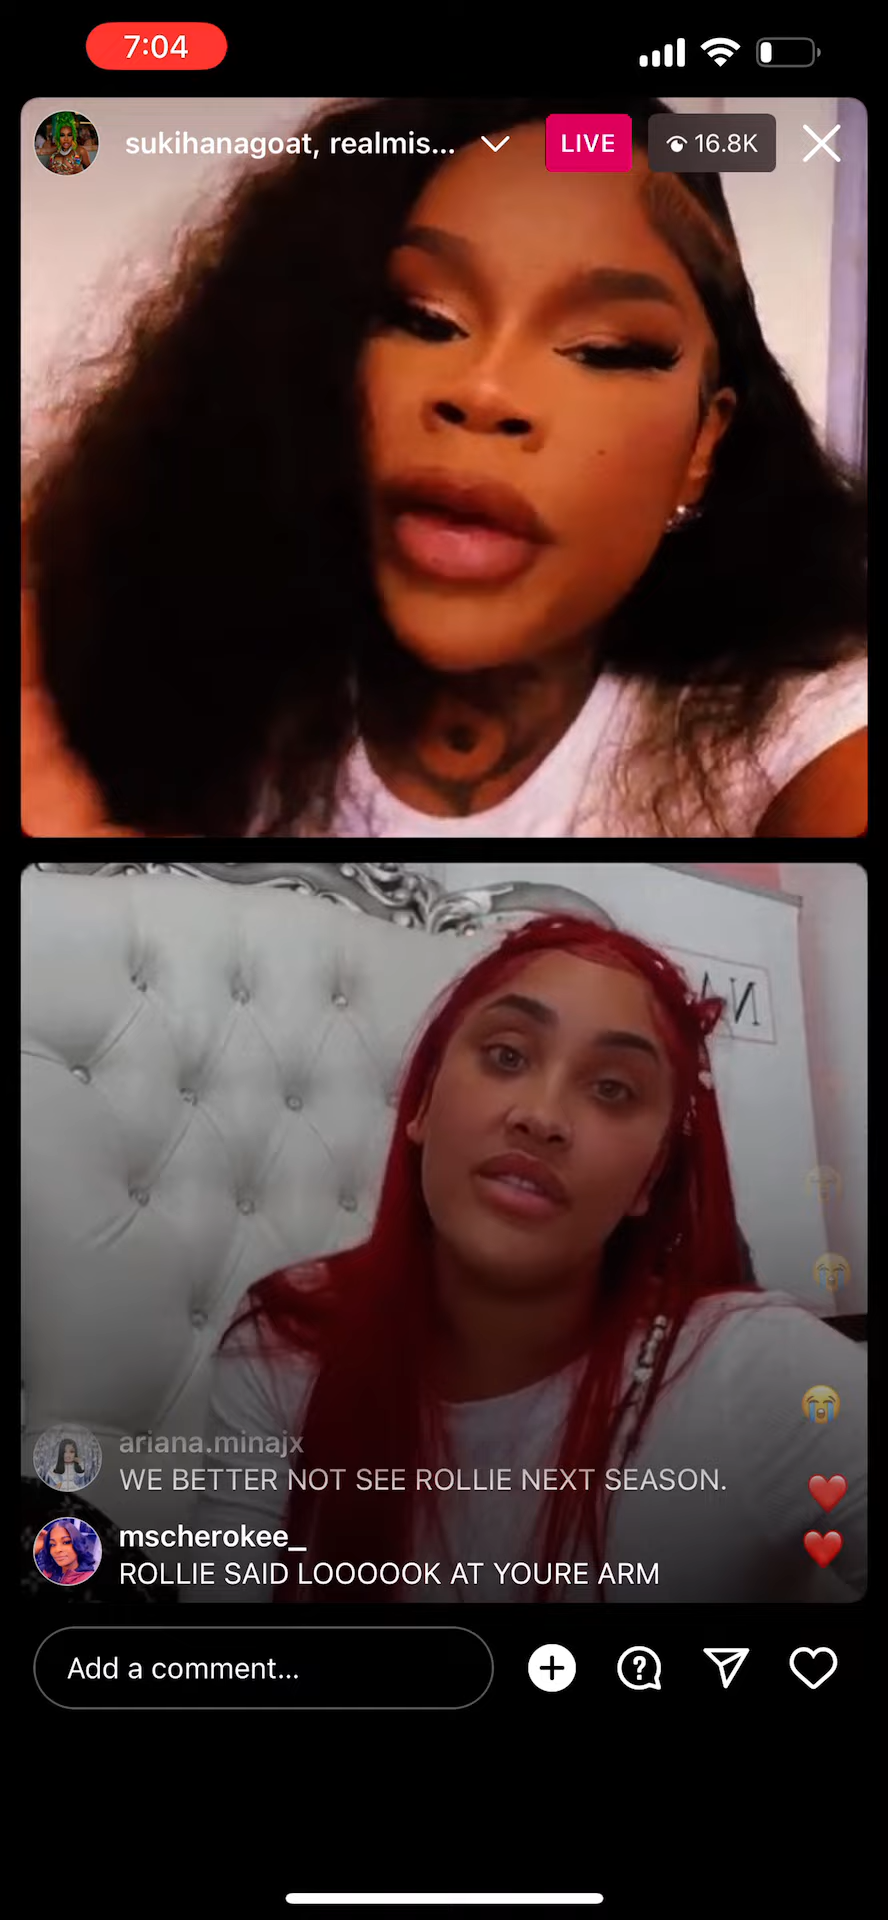 7:04
sukihanagoat, realmis...
LIVE
16.8K
ariana.minajx
WE BETTER NOT SEE ROLLIE NEXT SEASON.
mscherokee_
ROLLIE SAID LOOOOOK AT YOURE ARM
Add a comment...